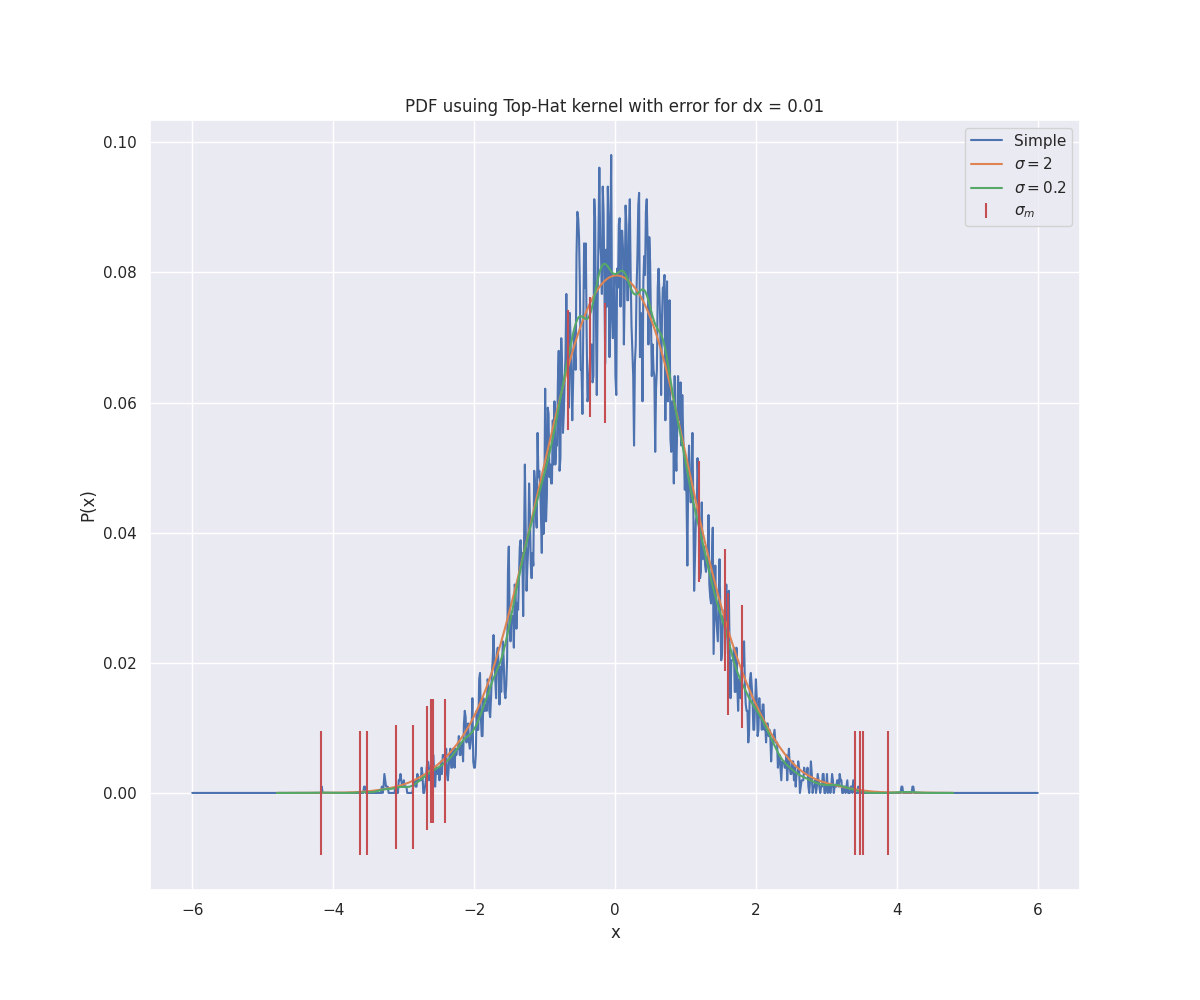 PDF usuing Top-Hat kernel with error for dx = 0.01
Simple
σ = 2
σ = 0.2
σₘ
0.10
0.08
0.06
0.04
0.02
0.00
P(x)
−6
−4
−2
0
2
4
6
x